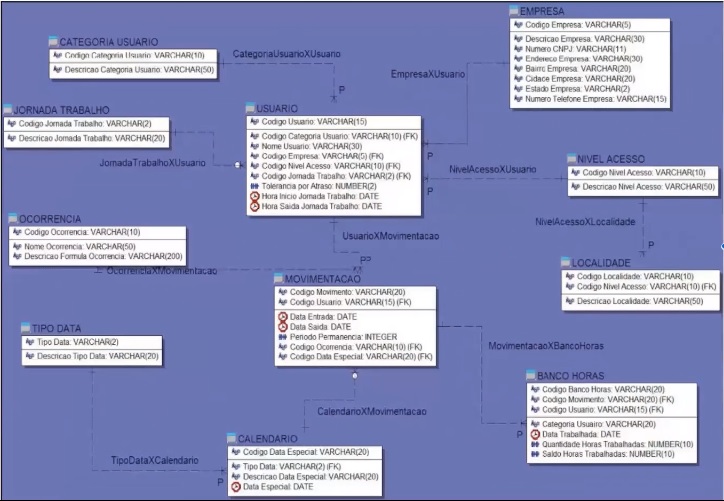 EMPRESA
Codigo Empresa: VARCHAR(5)
Descricao Empresa: VARCHAR(30)
Numero CNPJ: VARCHAR(11)
Endereco Empresa: VARCHAR(30)
Bairro Empresa: VARCHAR(20)
Cidade Empresa: VARCHAR(20)
Estado Empresa: VARCHAR(2)
Numero Telefone Empresa: VARCHAR(15)
CATEGORIA USUARIO
Codigo Categoria Usuario: VARCHAR(10)
Descricao Categoria Usuario: VARCHAR(50)
CategoriaUsuarioXUsuario
P
EmpresaXUsuario
P
JORNADA TRABALHO
Codigo Jornada Trabalho: VARCHAR(2)
Descricao Jornada Trabalho: VARCHAR(20)
JornadaTrabalhoXUsuario
USUARIO
Codigo Usuario: VARCHAR(15)
Codigo Categoria Usuario: VARCHAR(10) (FK)
Nome Usuario: VARCHAR(30)
Codigo Empresa: VARCHAR(5) (FK)
Codigo Nivel Acesso: VARCHAR(10) (FK)
Codigo Jornada Trabalho: VARCHAR(2) (FK)
Tolerancia por Atraso: NUMBER(2)
Hora Inicio Jornada Trabalho: DATE
Hora Saida Jornada Trabalho: DATE
NivelAcessoXUsuario
P
NIVEL ACESSO
Codigo Nivel Acesso: VARCHAR(10)
Descricao Nivel Acesso: VARCHAR(50)
NivelAcessoXLocalidade
P
OCORRENCIA
Codigo Ocorrencia: VARCHAR(10)
Nome Ocorrencia: VARCHAR(50)
Descricao Formula Ocorrencia: VARCHAR(200)
OcorrenciaXMovimentacao
UsuarioXMovimentacao
P
P
LOCALIDADE
Codigo Localidade: VARCHAR(10)
Codigo Nivel Acesso: VARCHAR(10) (FK)
Descricao Localidade: VARCHAR(50)
MOVIMENTACAO
Codigo Movimento: VARCHAR(20)
Codigo Usuario: VARCHAR(15) (FK)
Data Entrada: DATE
Data Saida: DATE
Periodo Permanencia: INTEGER
Codigo Ocorrencia: VARCHAR(10) (FK)
Codigo Data Especial: VARCHAR(20) (FK)
TIPO DATA
Tipo Data: VARCHAR(2)
Descricao Tipo Data: VARCHAR(20)
TipoDataXCalendario
P
CalendarioXMovimentacao
MovimentacaoXBancoHoras
P
BANCO HORAS
Codigo Banco Horas: VARCHAR(20)
Codigo Movimento: VARCHAR(20) (FK)
Codigo Usuario: VARCHAR(15) (FK)
Categoria Usuairo: VARCHAR(20)
Data Trabalhada: DATE
Quantidade Horas Trabalhadas: NUMBER(10)
Saldo Horas Trabalhadas: NUMBER(10)
CALENDARIO
Codigo Data Especial: VARCHAR(20)
Tipo Data: VARCHAR(2) (FK)
Descricao Data Especial: VARCHAR(20)
Data Especial: DATE